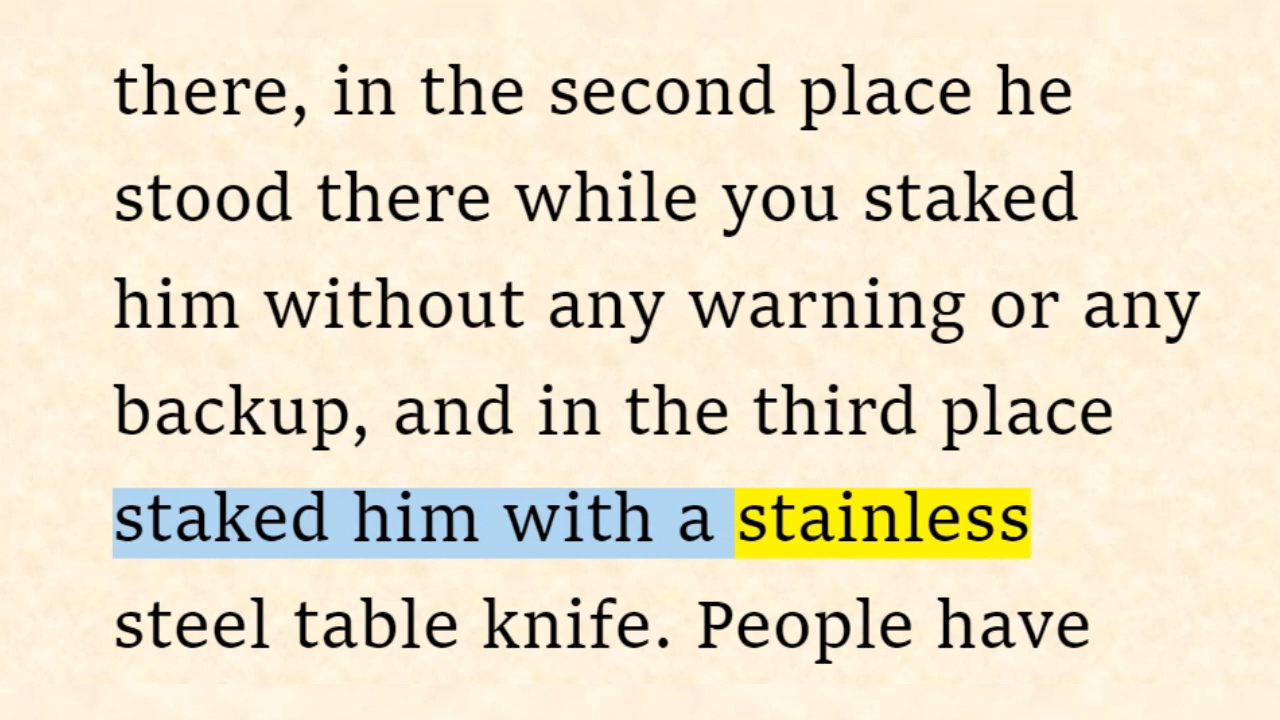 there, in the second place he
stood there while you staked
him without any warning or any
backup, and in the third place
staked him with a stainless
steel table knife. People have